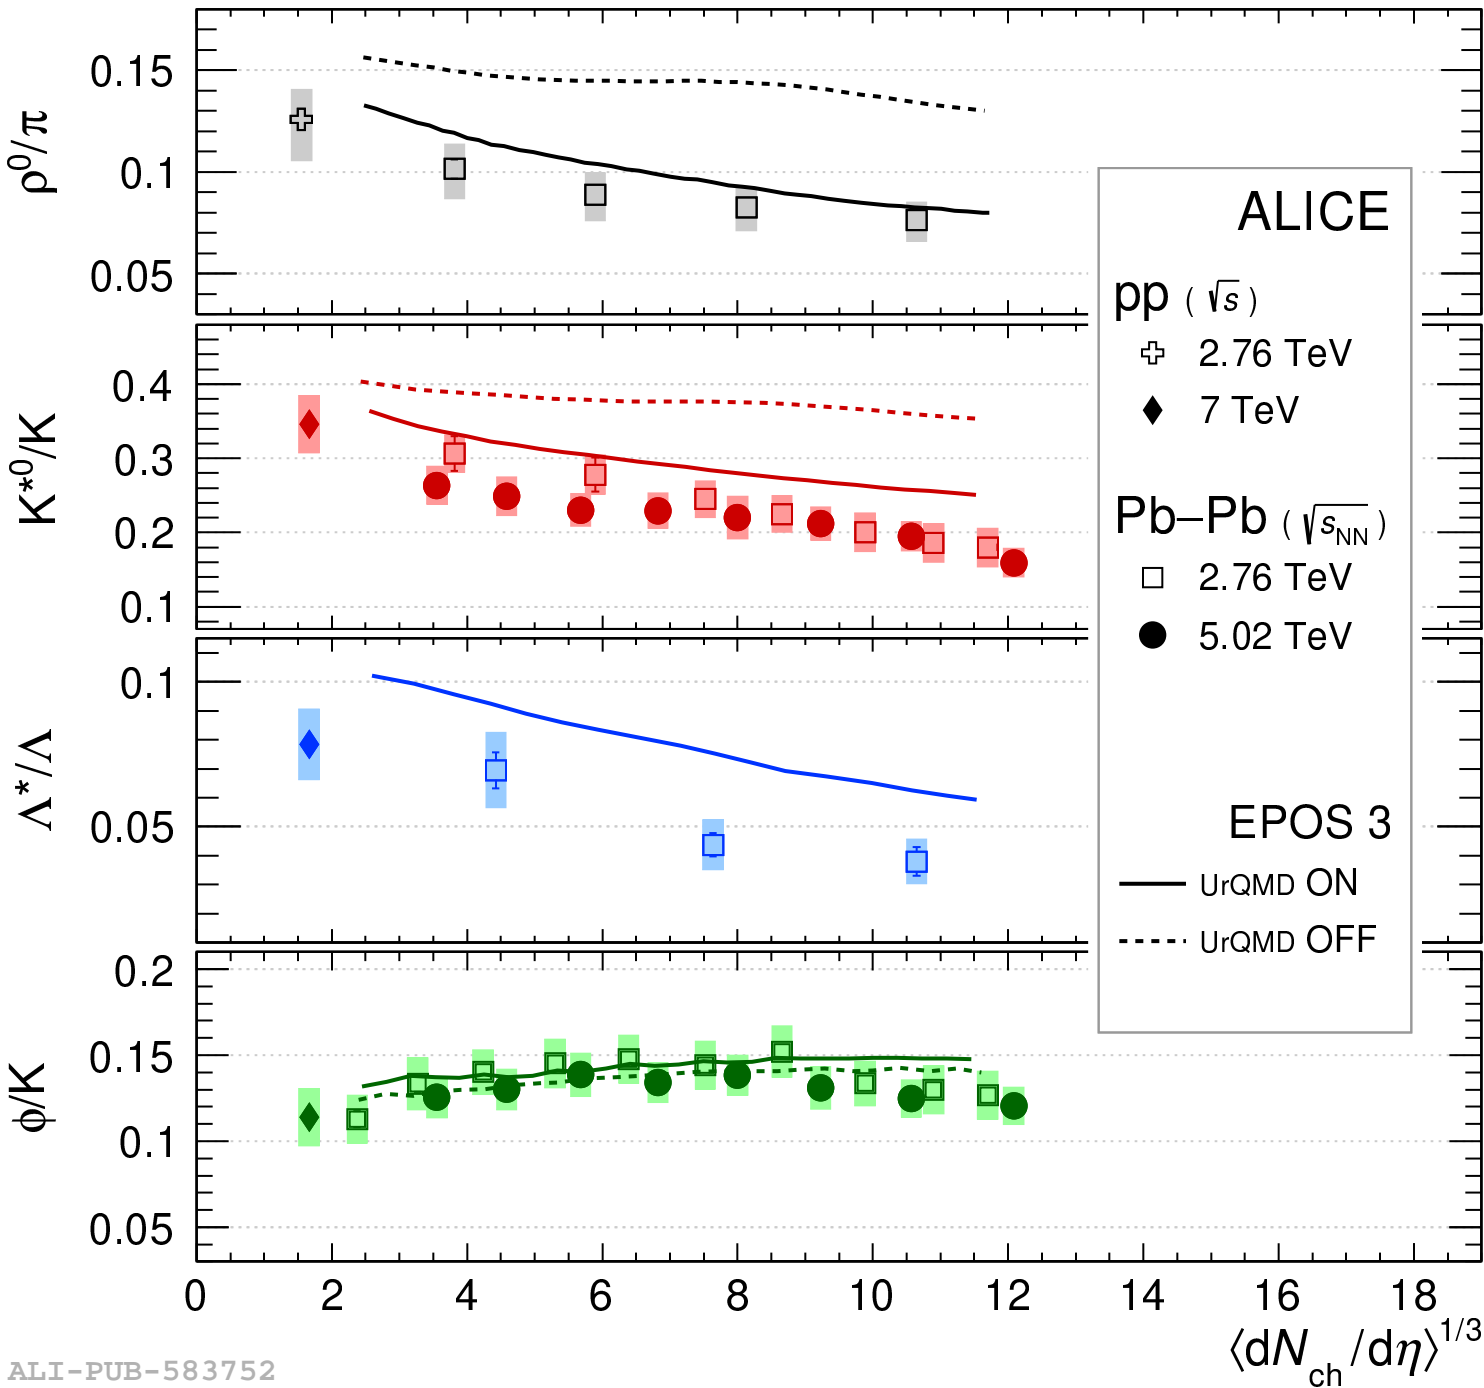 0.15
0.1
0.05
ρ⁰/π
0.4
0.3
0.2
0.1
K*⁰/K
0.1
0.05
Λ*/Λ
0.2
0.15
0.1
0.05
ϕ/K
0 2 4 6 8 10 12 14 16 18
⟨dN_ch/dη⟩^1/3
ALICE
pp (√s)
2.76 TeV
7 TeV
Pb–Pb (√s_NN)
2.76 TeV
5.02 TeV
EPOS 3
UrQMD ON
UrQMD OFF
ALI-PUB-583752